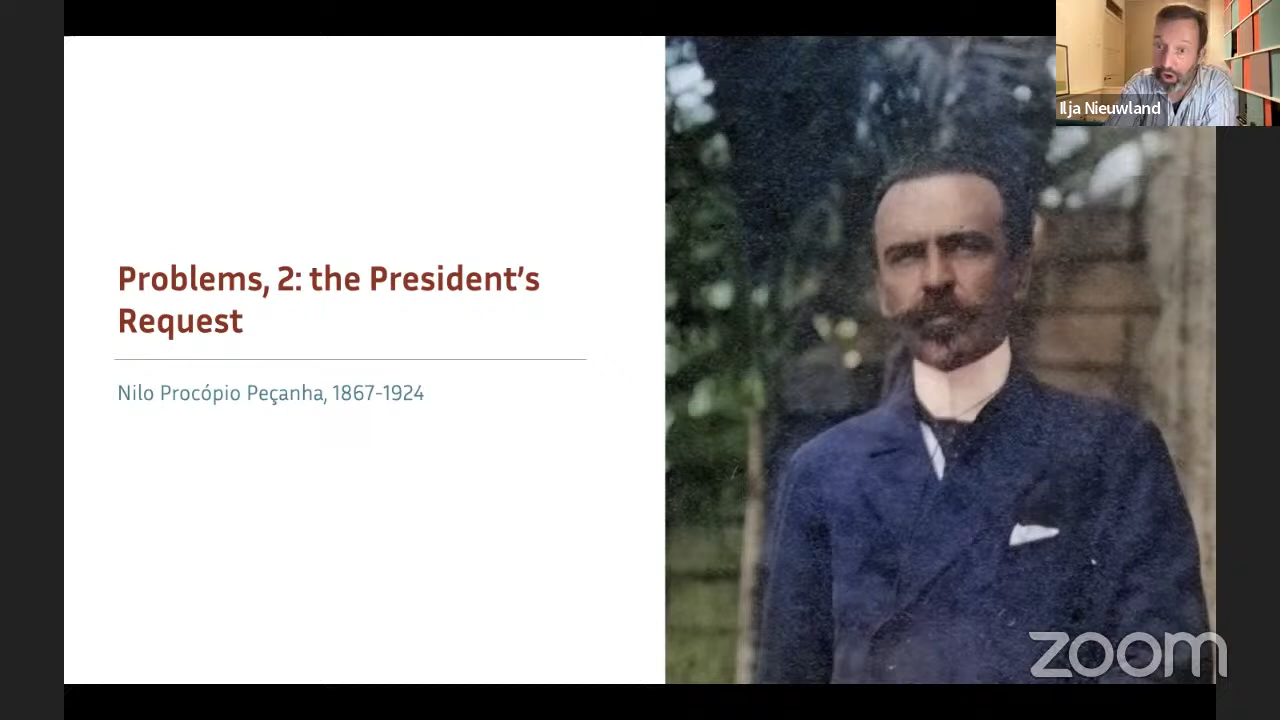 Ilja Nieuwland
Problems, 2: the President’s
Request
Nilo Procópio Peçanha, 1867-1924
zoom